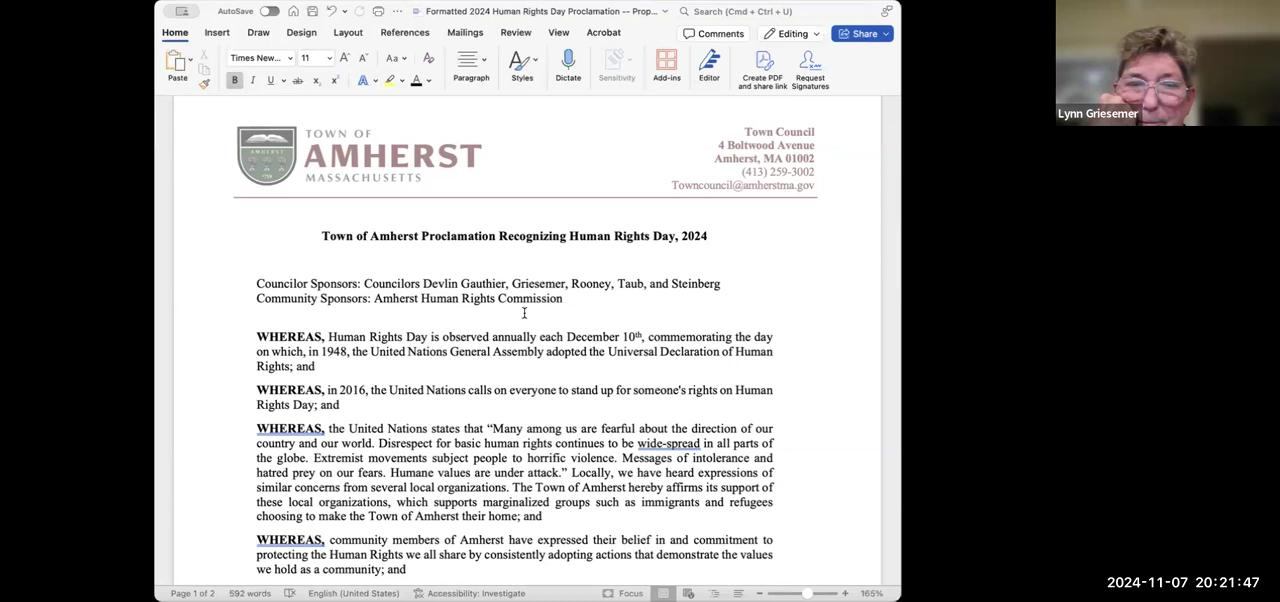 AutoSave
Formatted 2024 Human Rights Day Proclamation -- Prop...
Search (Cmd + Ctrl + U)
Home Insert Draw Design Layout References Mailings Review View Acrobat
Comments Editing Share
Paste
Times New... 11
Aa
B I U ab x x A A
Paragraph
Styles
Dictate
Sensitivity
Add-ins
Editor
Create PDF
and share link
Request
Signatures
Lynn Griesemer
TOWN OF
AMHERST
MASSACHUSETTS
AMHERST
1759
Town Council
4 Boltwood Avenue
Amherst, MA 01002
(413) 259-3002
Towncouncil@amherstma.gov
Town of Amherst Proclamation Recognizing Human Rights Day, 2024
Councilor Sponsors: Councilors Devlin Gauthier, Griesemer, Rooney, Taub, and Steinberg
Community Sponsors: Amherst Human Rights Commission
WHEREAS, Human Rights Day is observed annually each December 10th, commemorating the day
on which, in 1948, the United Nations General Assembly adopted the Universal Declaration of Human
Rights; and
WHEREAS, in 2016, the United Nations calls on everyone to stand up for someone's rights on Human
Rights Day; and
WHEREAS, the United Nations states that “Many among us are fearful about the direction of our
country and our world. Disrespect for basic human rights continues to be wide-spread in all parts of
the globe. Extremist movements subject people to horrific violence. Messages of intolerance and
hatred prey on our fears. Humane values are under attack.” Locally, we have heard expressions of
similar concerns from several local organizations. The Town of Amherst hereby affirms its support of
these local organizations, which supports marginalized groups such as immigrants and refugees
choosing to make the Town of Amherst their home; and
WHEREAS, community members of Amherst have expressed their belief in and commitment to
protecting the Human Rights we all share by consistently adopting actions that demonstrate the values
we hold as a community; and
Page 1 of 2 592 words English (United States) Accessibility: Investigate Focus 165%
2024-11-07 20:21:47